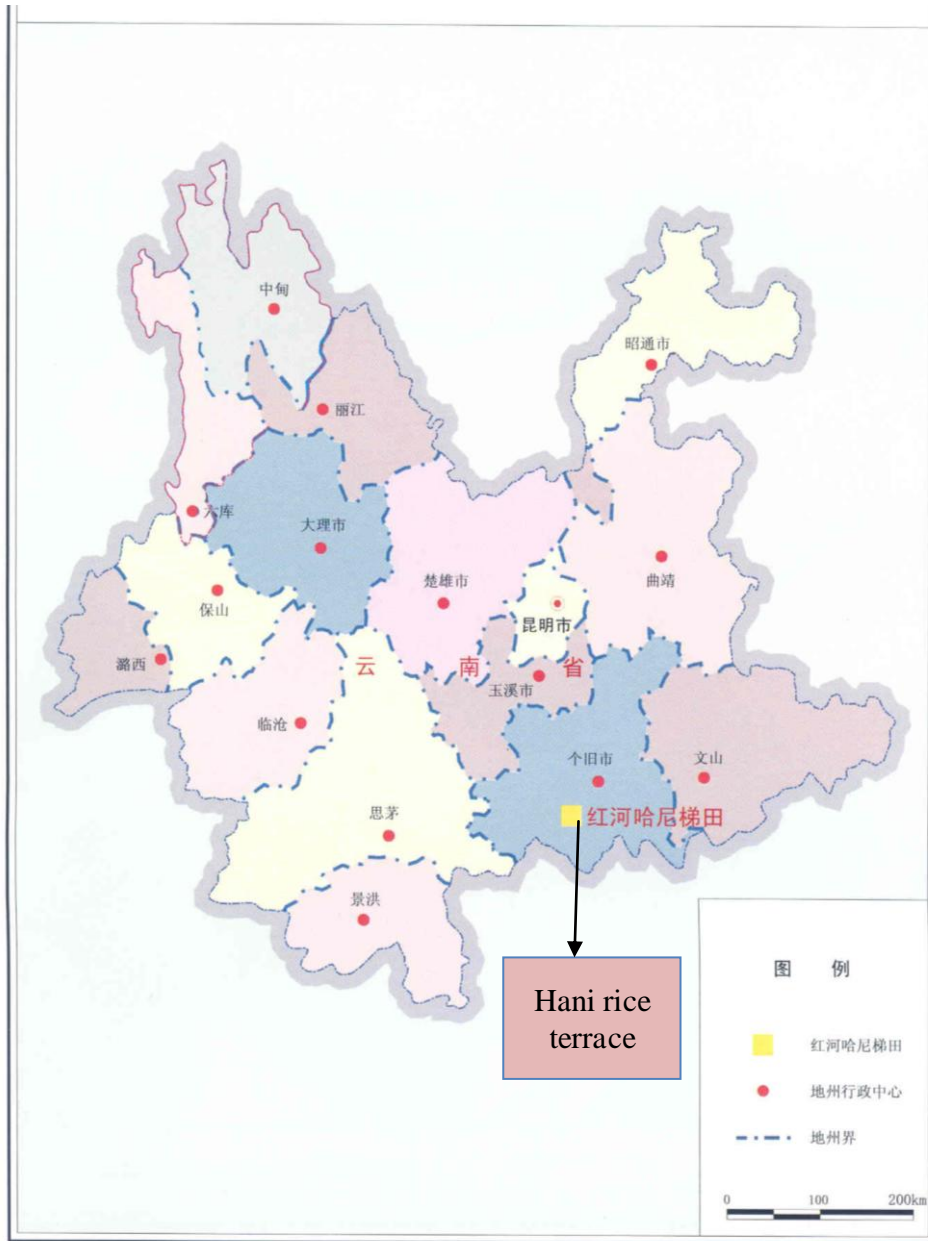 中甸
昭通市
丽江
六库
大理市
曲靖
保山
楚雄市
昆明市
潞西
云 南 省
玉溪市
临沧
个旧市
文山
思茅
红河哈尼梯田
景洪
Hani rice
terrace
图 例
红河哈尼梯田
地州行政中心
地州界
0 100 200km